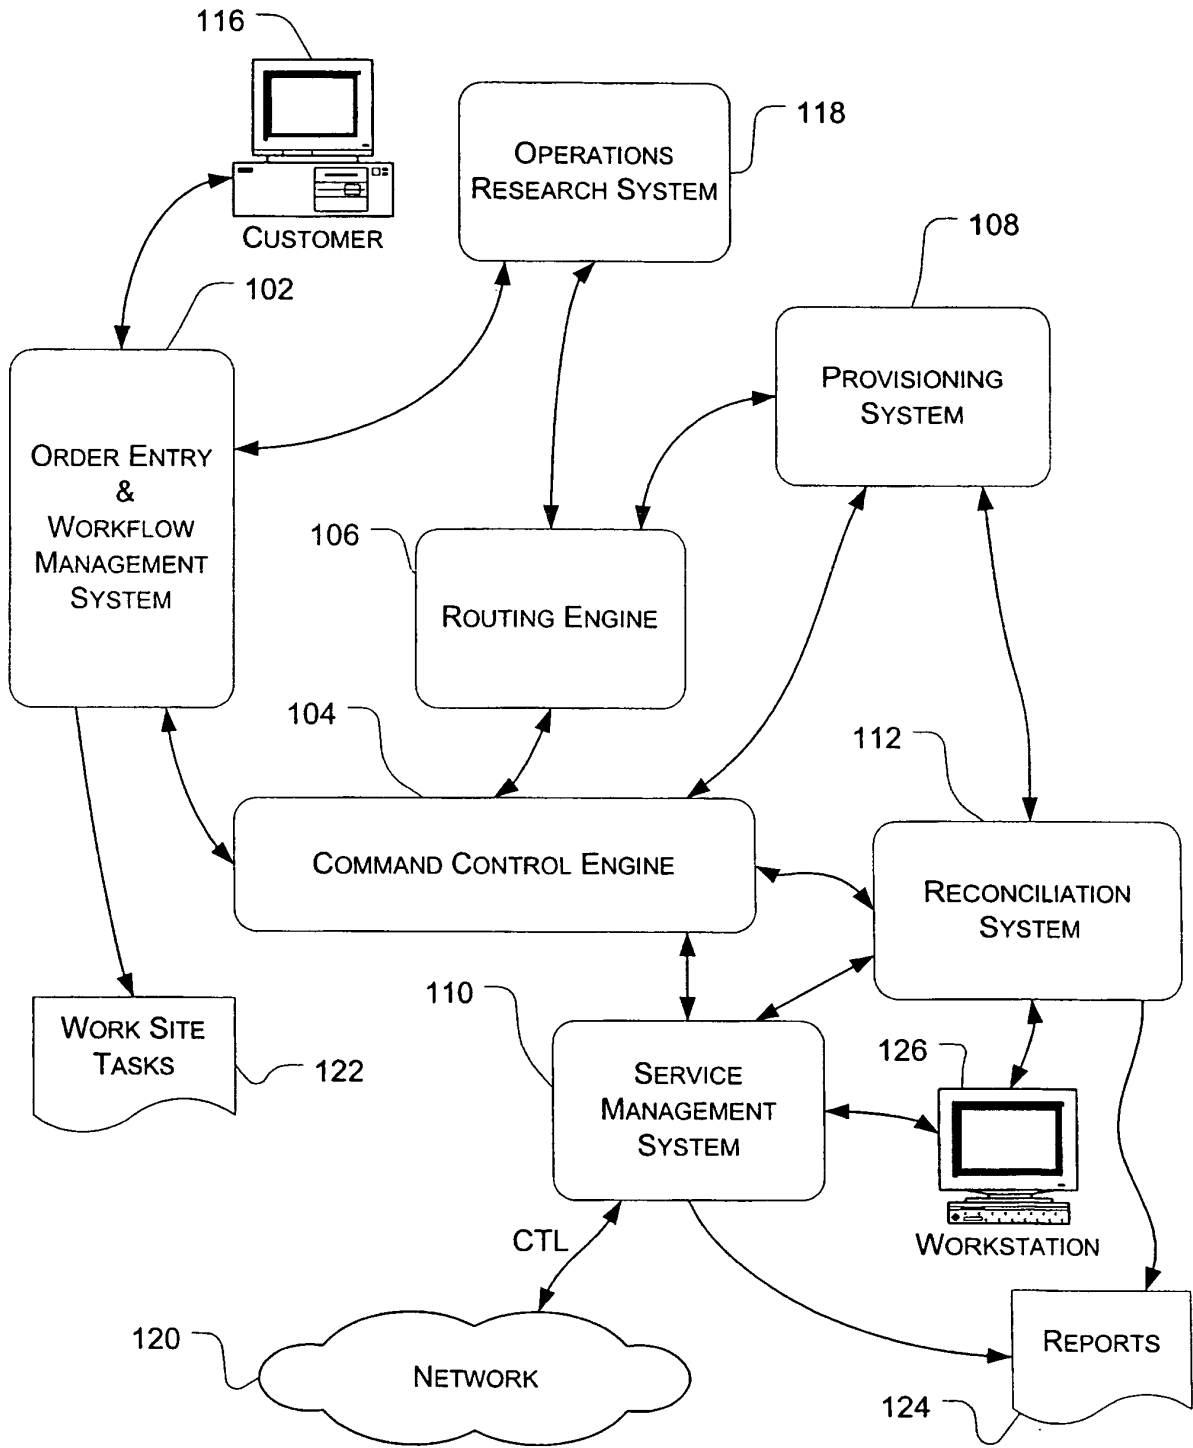 116
CUSTOMER
OPERATIONS
RESEARCH SYSTEM
118
108
PROVISIONING
SYSTEM
102
ORDER ENTRY
&
WORKFLOW
MANAGEMENT
SYSTEM
106
ROUTING ENGINE
104
COMMAND CONTROL ENGINE
112
RECONCILIATION
SYSTEM
WORK SITE
TASKS
122
110
SERVICE
MANAGEMENT
SYSTEM
126
WORKSTATION
CTL
120
NETWORK
REPORTS
124